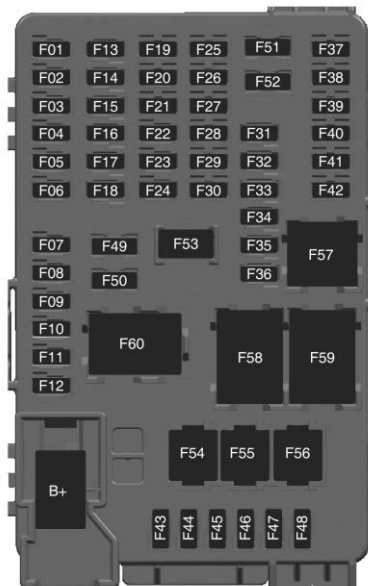 F01 F13 F19 F25 F51 F37
F02 F14 F20 F26 F52 F38
F03 F15 F21 F27 F39
F04 F16 F22 F28 F31 F40
F05 F17 F23 F29 F32 F41
F06 F18 F24 F30 F33 F42
F34
F07 F49 F53 F35 F57
F08 F50 F36
F09
F10 F60 F58 F59
F11
F12
F54 F55 F56
B+
F43 F44 F45 F46 F47 F48